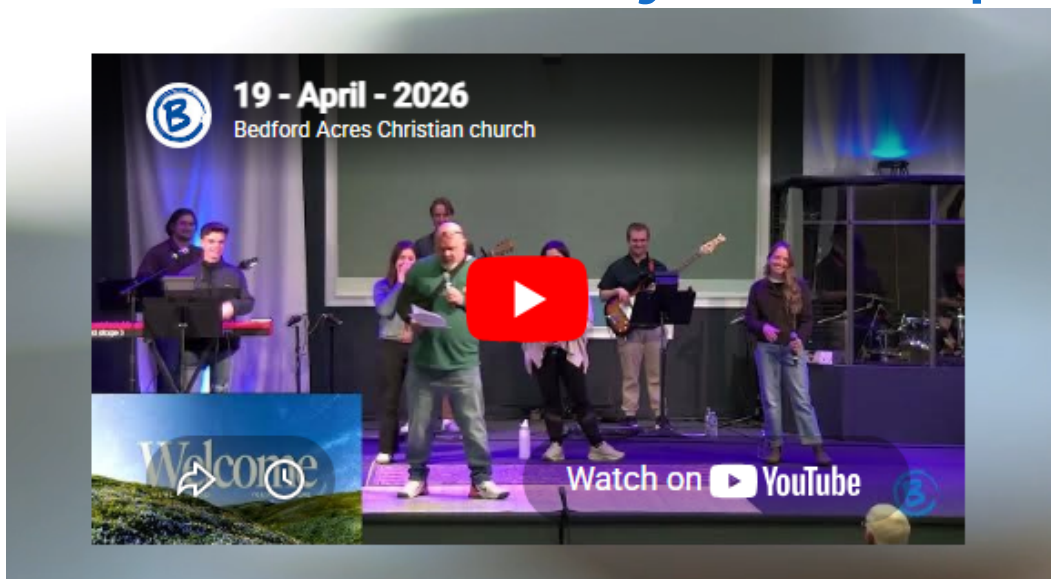 19 - April - 2026
Bedford Acres Christian church
B
Welcome
Watch on YouTube